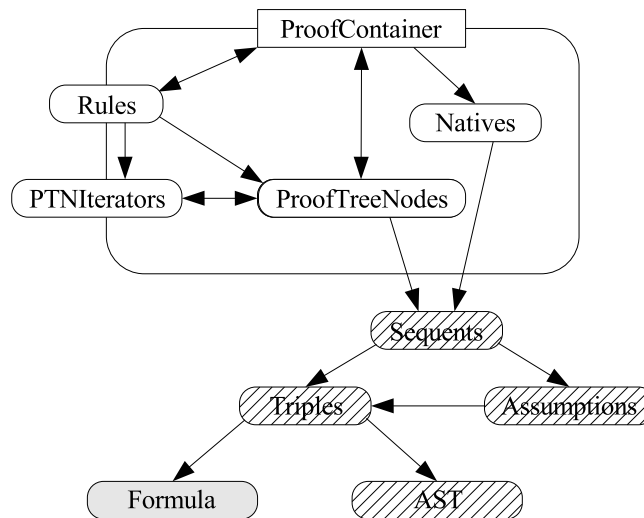 ProofContainer
Rules
Natives
PTNIterators
ProofTreeNodes
Sequents
Triples
Assumptions
Formula
AST